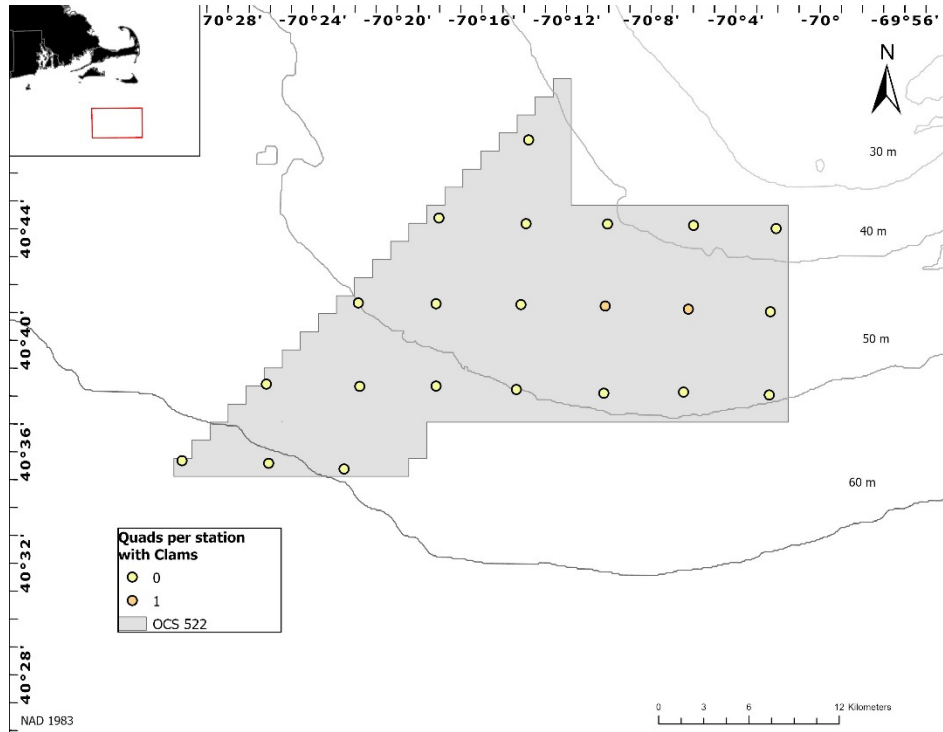 70°28' -70°24' -70°20' -70°16' -70°12' -70°8' -70°4' -70° -69°56'
N
30 m
40°44'
40 m
40°40'
50 m
40°36'
60 m
Quads per station
with Clams
0
1
OCS 522
40°32'
40°28'
NAD 1983
0 3 6 12 Kilometers